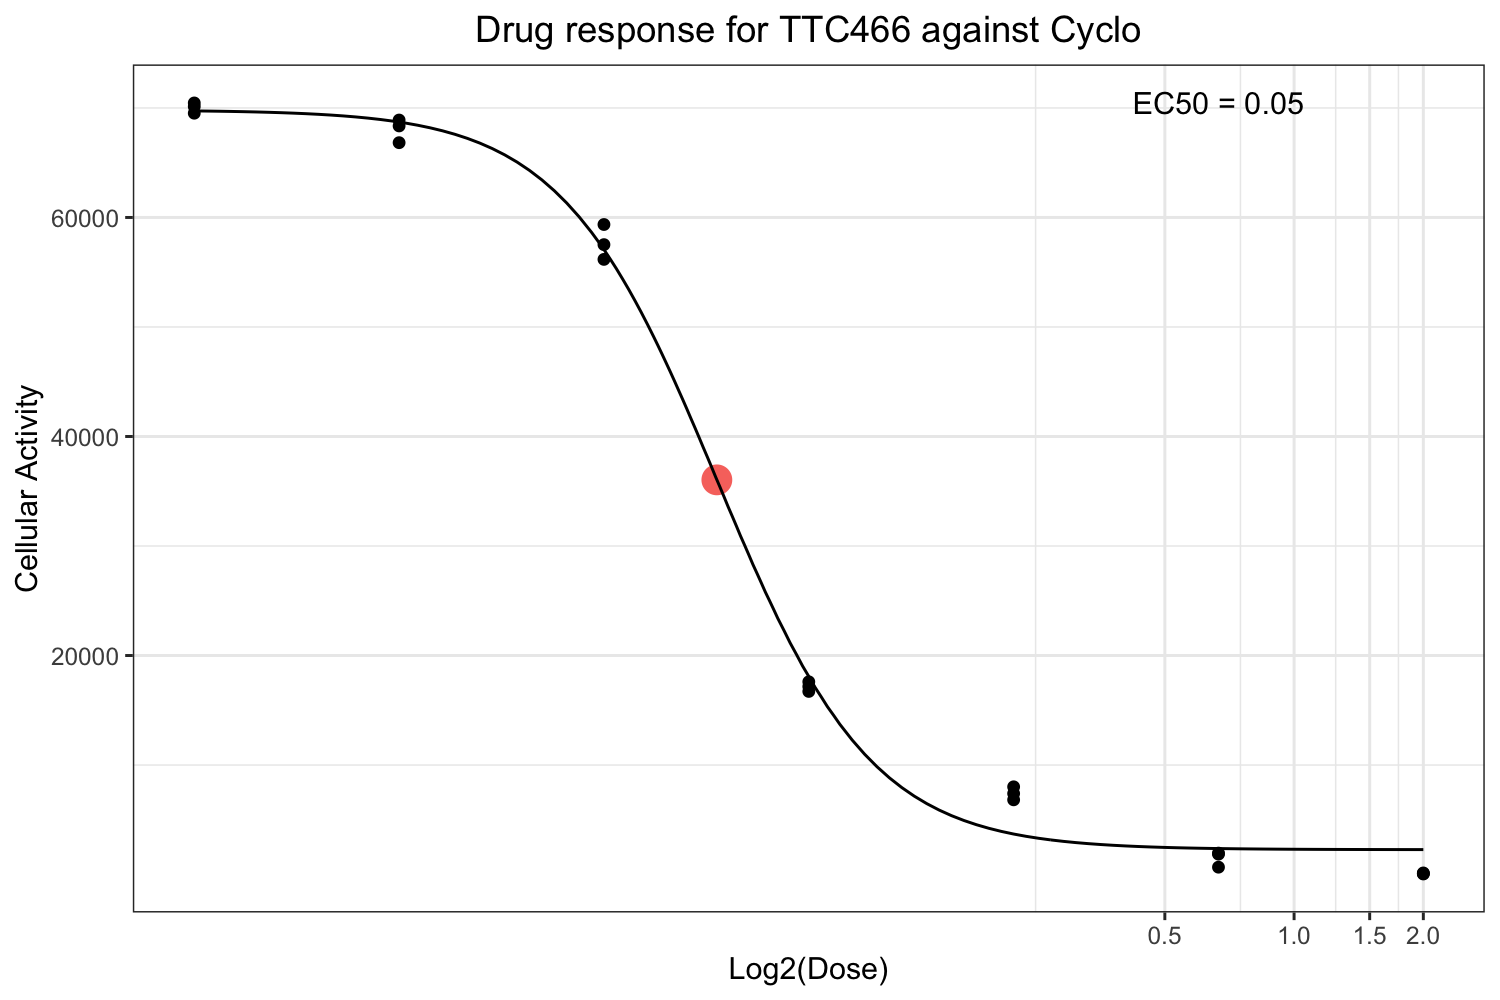 Drug response for TTC466 against Cyclo
EC50 = 0.05
60000
40000
20000
Cellular Activity
0.5 1.0 1.5 2.0
Log2(Dose)